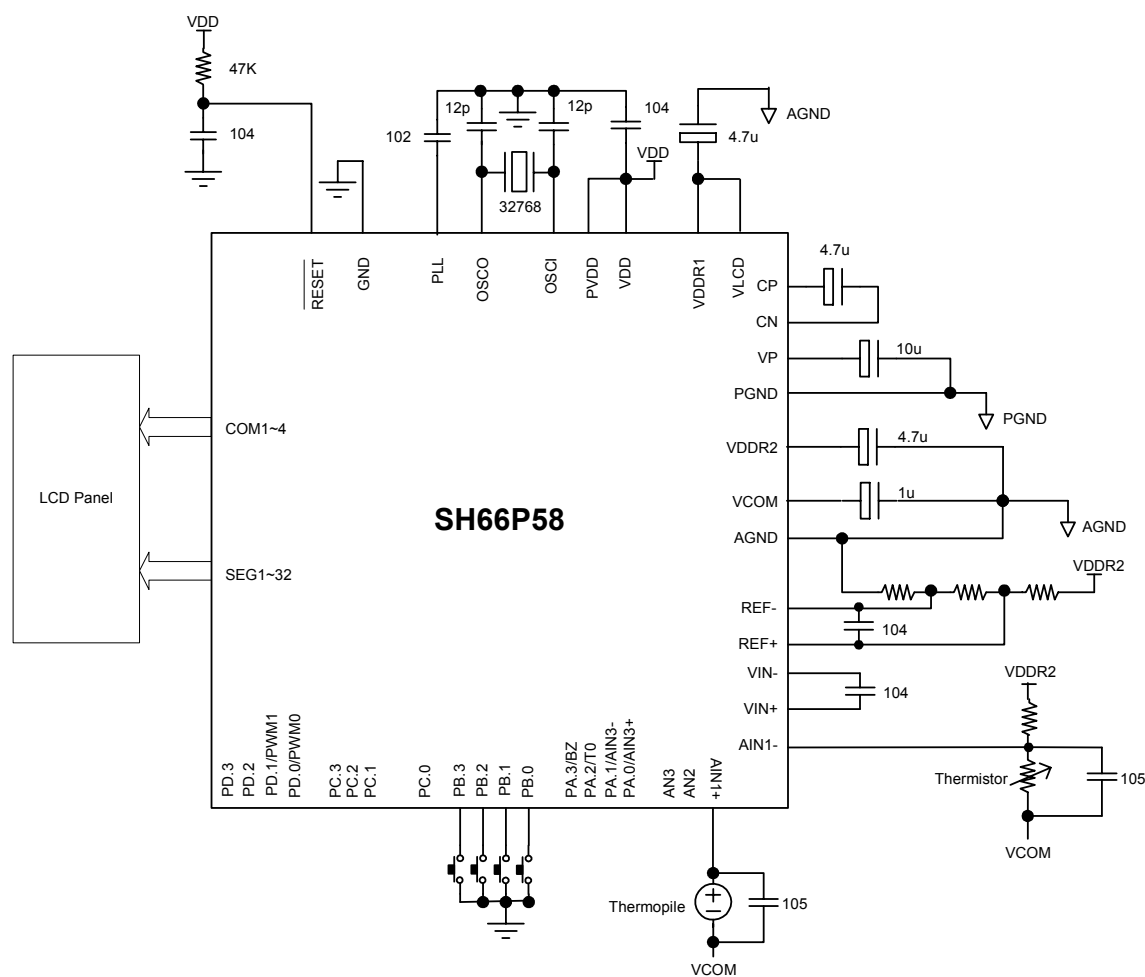 VDD
47K
104
12p
12p
104
102
AGND
4.7u
VDD
32768
RESET
GND
PLL
OSCO
OSCI
PVDD
VDD
VDDR1
VLCD
4.7u
CP
CN
10u
VP
PGND
PGND
4.7u
VDDR2
1u
VCOM
AGND
AGND
COM1~4
LCD Panel
SH66P58
SEG1~32
VDDR2
REF-
104
REF+
VIN-
104
VIN+
VDDR2
AIN1-
Thermistor
105
VCOM
PD.3
PD.2
PD.1/PWM1
PD.0/PWM0
PC.3
PC.2
PC.1
PC.0
PB.3
PB.2
PB.1
PB.0
PA.3/BZ
PA.2/T0
PA.1/AIN3-
PA.0/AIN3+
AN3
AN2
AIN1+
Thermopile
105
VCOM